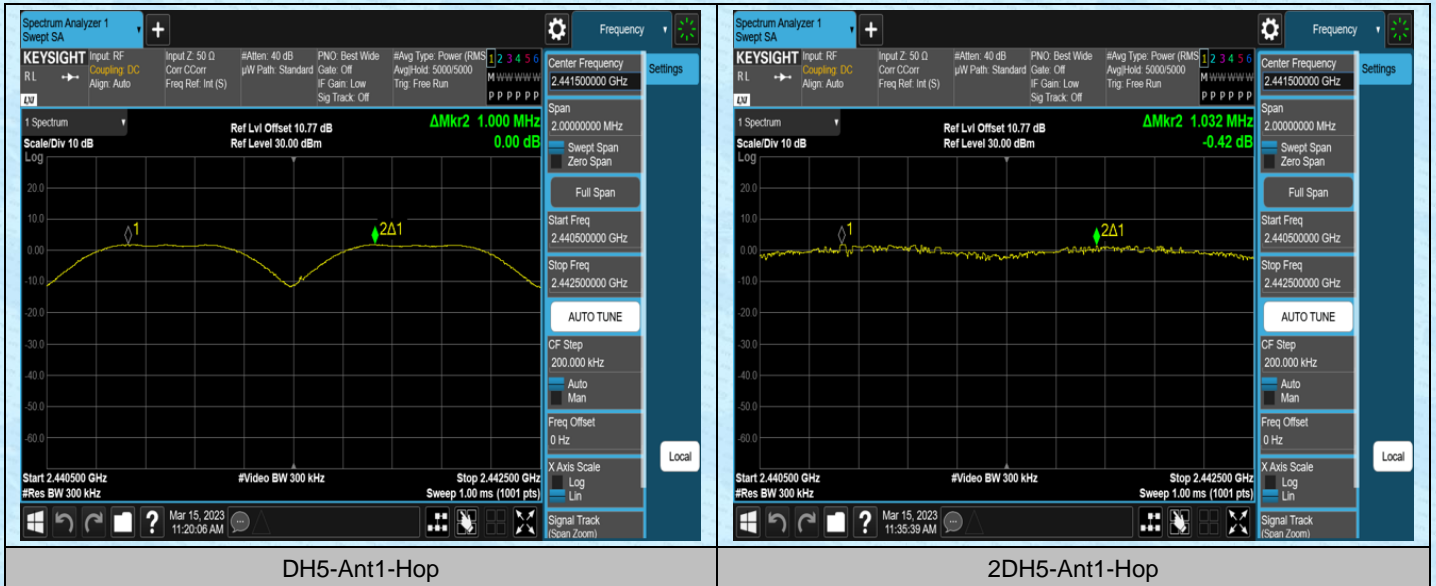 Spectrum Analyzer 1
Swept SA
Frequency
KEYSIGHT
Input: RF
Coupling: DC
Align: Auto
Input Z: 50 Ω
Corr CCorr
Freq Ref: Int (S)
#Atten: 40 dB
µW Path: Standard
PNO: Best Wide
Gate: Off
IF Gain: Low
Sig Track: Off
#Avg Type: Power (RMS
Avg|Hold: 5000/5000
Trig: Free Run
1 2 3 4 5 6
M W W W W W
P P P P P P
R L
LXI
Center Frequency
2.441500000 GHz
Settings
1 Spectrum
Scale/Div 10 dB
Log
Ref Lvl Offset 10.77 dB
Ref Level 30.00 dBm
ΔMkr2 1.000 MHz
0.00 dB
Span
2.00000000 MHz
Swept Span
Zero Span
Full Span
Start Freq
2.440500000 GHz
Stop Freq
2.442500000 GHz
AUTO TUNE
CF Step
200.000 kHz
Auto
Man
Freq Offset
0 Hz
X Axis Scale
Log
Lin
Signal Track
(Span Zoom)
Local
20.0
10.0
0.00
-10.0
-20.0
-30.0
-40.0
-50.0
-60.0
1
2Δ1
Start 2.440500 GHz
#Res BW 300 kHz
#Video BW 300 kHz
Stop 2.442500 GHz
Sweep 1.00 ms (1001 pts)
?
Mar 15, 2023
11:20:06 AM
DH5-Ant1-Hop
Spectrum Analyzer 1
Swept SA
Frequency
KEYSIGHT
Input: RF
Coupling: DC
Align: Auto
Input Z: 50 Ω
Corr CCorr
Freq Ref: Int (S)
#Atten: 40 dB
µW Path: Standard
PNO: Best Wide
Gate: Off
IF Gain: Low
Sig Track: Off
#Avg Type: Power (RMS
Avg|Hold: 5000/5000
Trig: Free Run
1 2 3 4 5 6
M W W W W W
P P P P P P
R L
LXI
Center Frequency
2.441500000 GHz
Settings
1 Spectrum
Scale/Div 10 dB
Log
Ref Lvl Offset 10.77 dB
Ref Level 30.00 dBm
ΔMkr2 1.032 MHz
-0.42 dB
Span
2.00000000 MHz
Swept Span
Zero Span
Full Span
Start Freq
2.440500000 GHz
Stop Freq
2.442500000 GHz
AUTO TUNE
CF Step
200.000 kHz
Auto
Man
Freq Offset
0 Hz
X Axis Scale
Log
Lin
Signal Track
(Span Zoom)
Local
20.0
10.0
0.00
-10.0
-20.0
-30.0
-40.0
-50.0
-60.0
1
2Δ1
Start 2.440500 GHz
#Res BW 300 kHz
#Video BW 300 kHz
Stop 2.442500 GHz
Sweep 1.00 ms (1001 pts)
?
Mar 15, 2023
11:35:39 AM
2DH5-Ant1-Hop